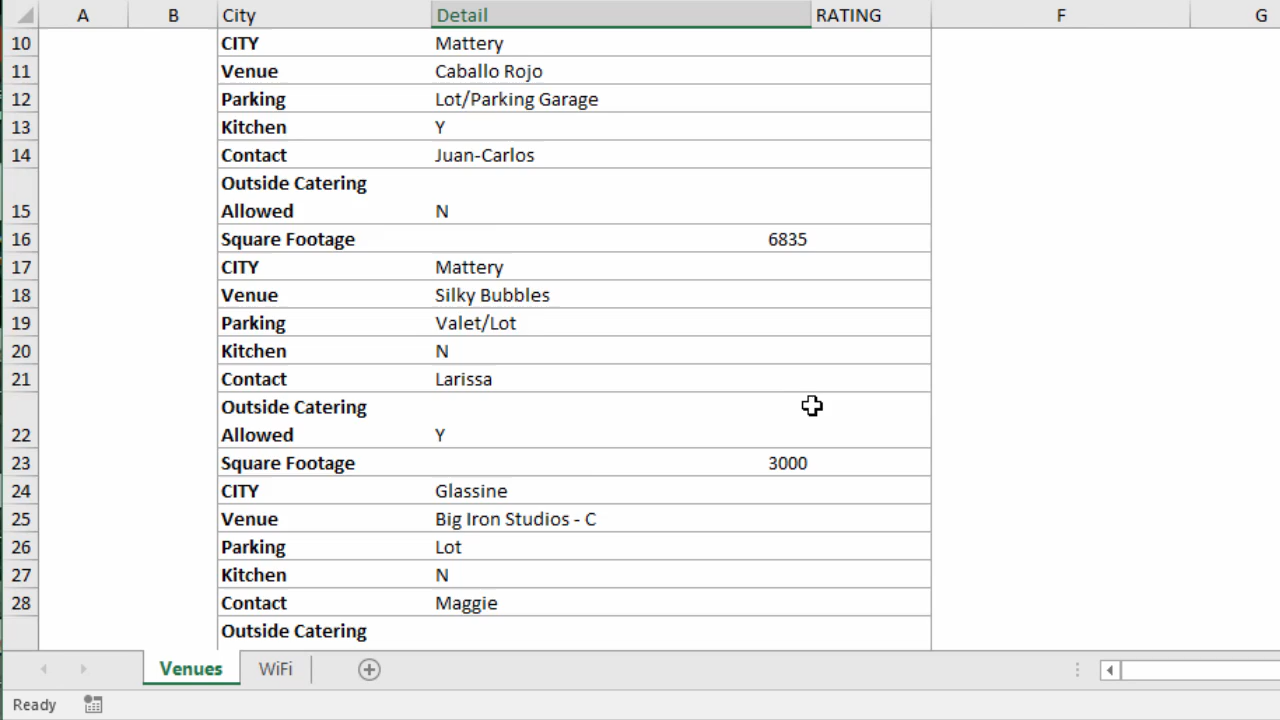 A B City Detail RATING F G
10 CITY Mattery
11 Venue Caballo Rojo
12 Parking Lot/Parking Garage
13 Kitchen Y
14 Contact Juan-Carlos
Outside Catering
15 Allowed N
16 Square Footage 6835
17 CITY Mattery
18 Venue Silky Bubbles
19 Parking Valet/Lot
20 Kitchen N
21 Contact Larissa
Outside Catering
22 Allowed Y
23 Square Footage 3000
24 CITY Glassine
25 Venue Big Iron Studios - C
26 Parking Lot
27 Kitchen N
28 Contact Maggie
Outside Catering
Venues WiFi
Ready